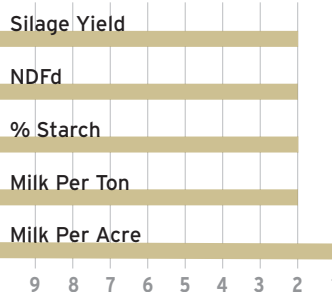 Silage Yield
NDFd
% Starch
Milk Per Ton
Milk Per Acre
9 8 7 6 5 4 3 2